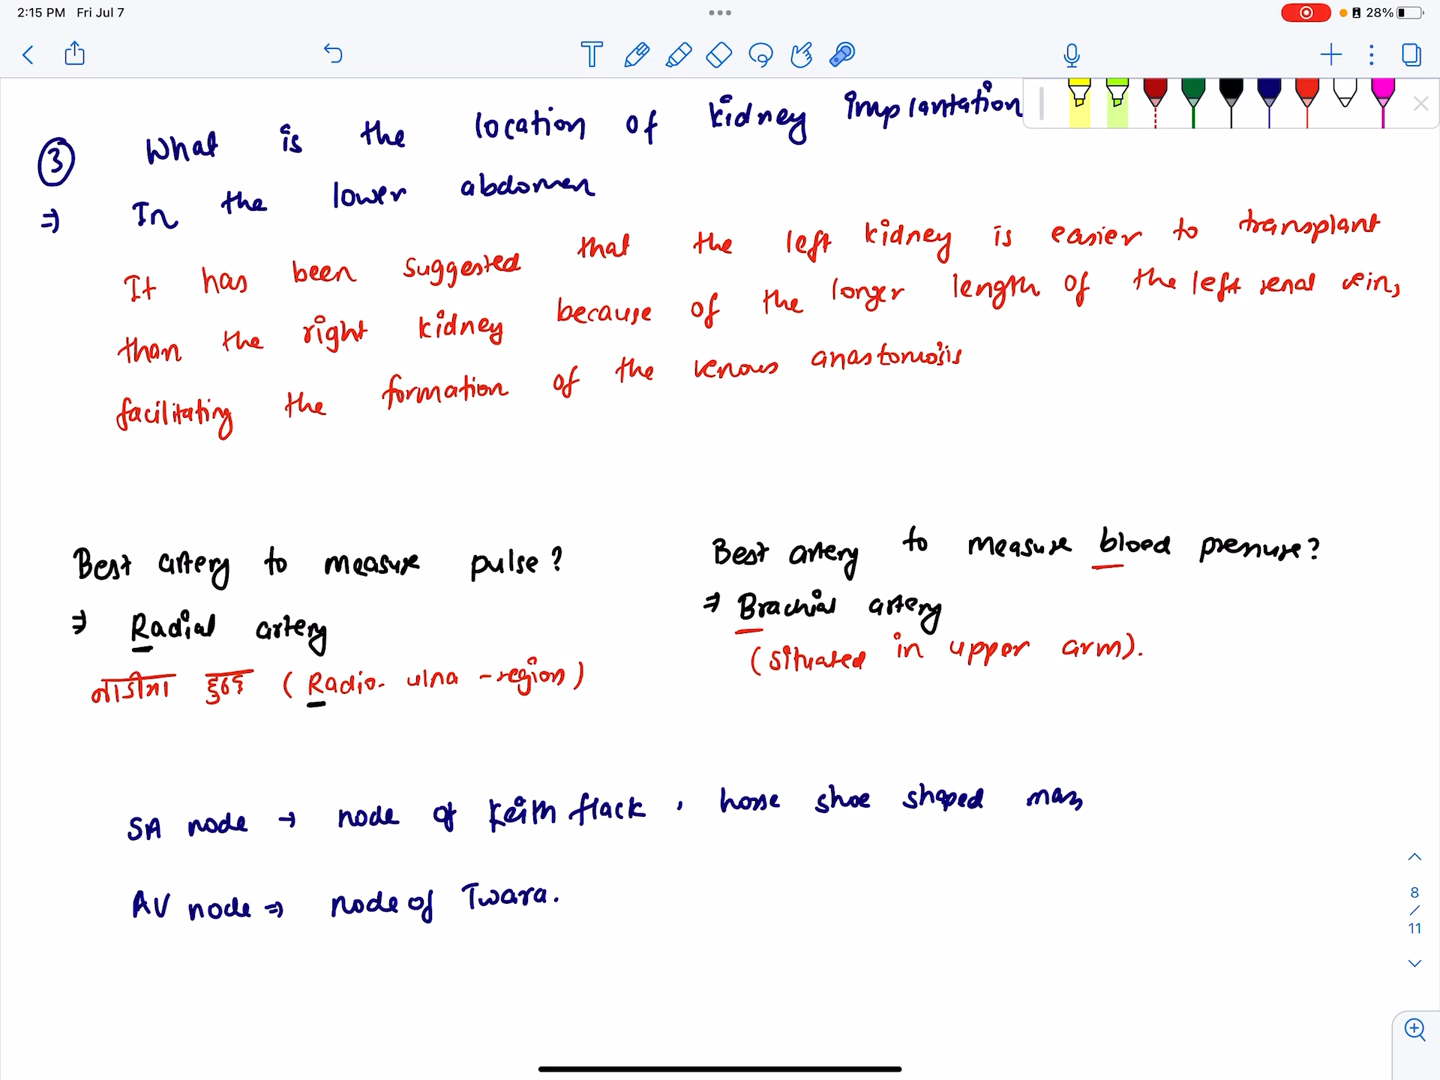 2:15 PM Fri Jul 7
28%
③ What is the location of kidney implantation
⇒ In the lower abdomen
It has been suggested that the left kidney is easier to transplant
than the right kidney because of the longer length of the left renal vein,
facilitating the formation of the venous anastomosis
Best artery to measure pulse?
⇒ Radial artery
(Radio-ulna-region)
Best artery to measure blood pressure?
⇒ Brachial artery
(situated in upper arm).
SA node → node of Keith flack, horse shoe shaped mass
AV node ⇒ node of Twara.
8
/
11